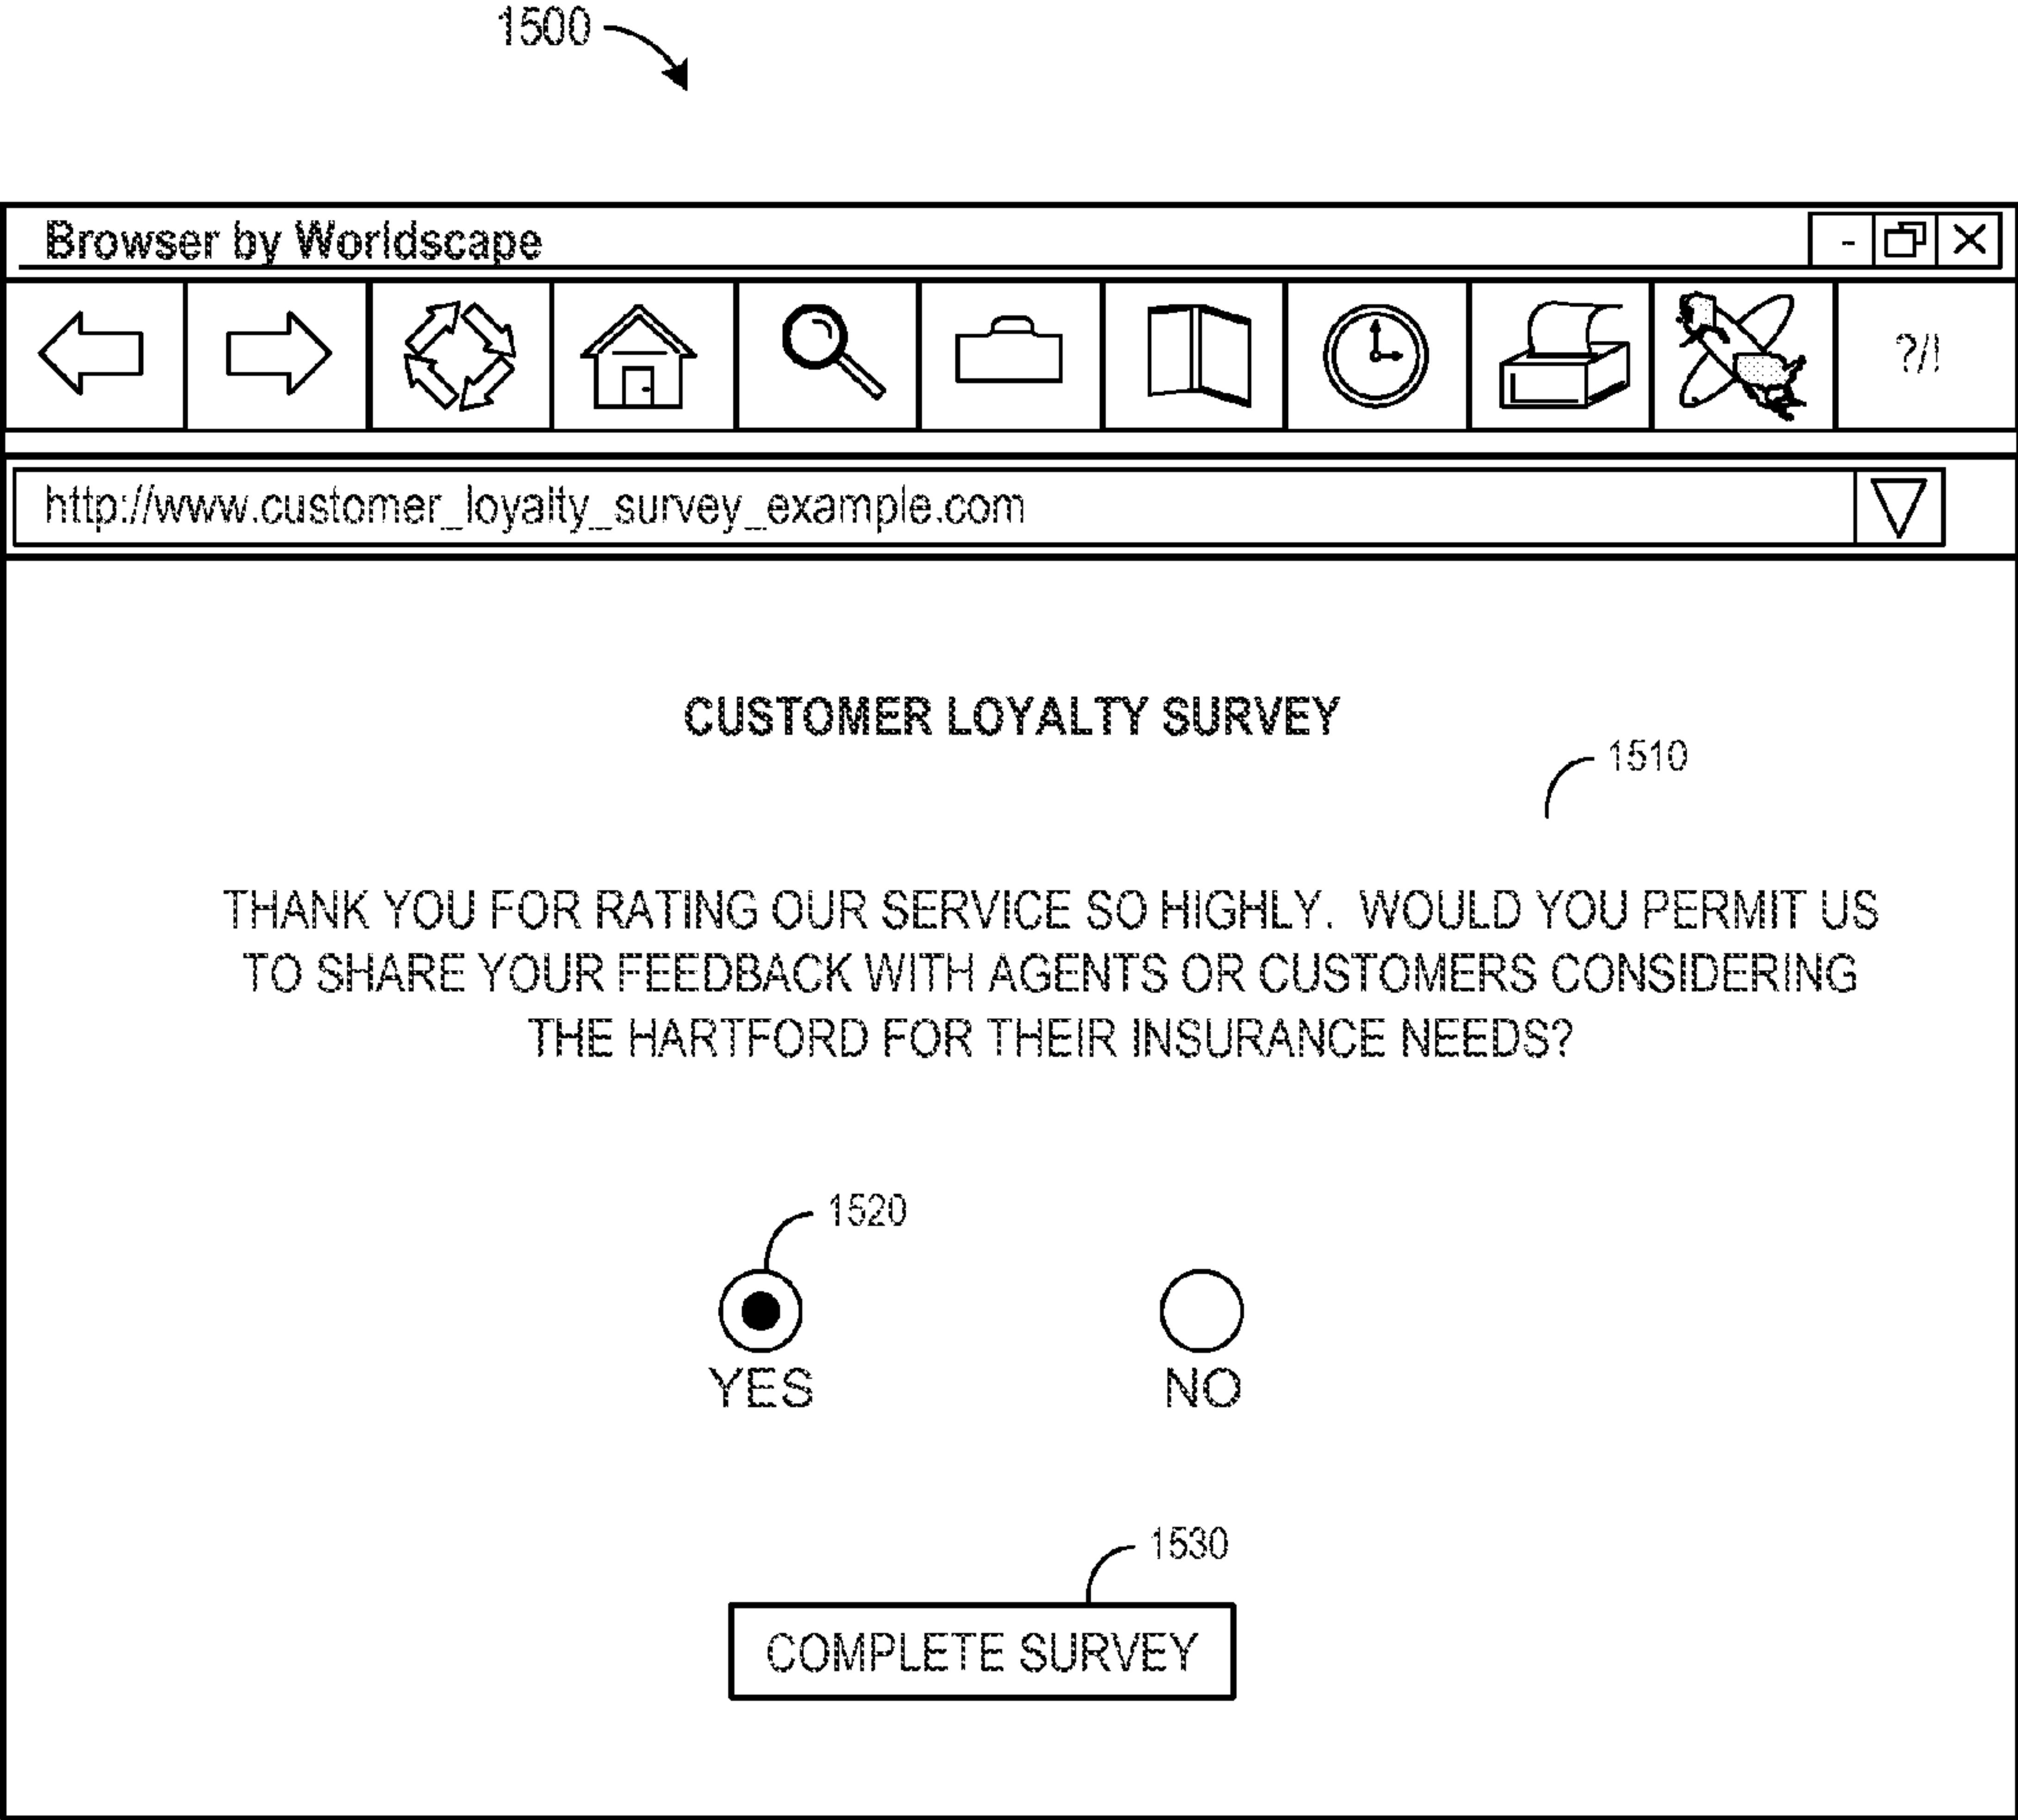 1500
Browser by Worldscape
?/!
http://www.customer_loyalty_survey_example.com
CUSTOMER LOYALTY SURVEY
1510
THANK YOU FOR RATING OUR SERVICE SO HIGHLY. WOULD YOU PERMIT US
TO SHARE YOUR FEEDBACK WITH AGENTS OR CUSTOMERS CONSIDERING
THE HARTFORD FOR THEIR INSURANCE NEEDS?
1520
YES NO
1530
COMPLETE SURVEY